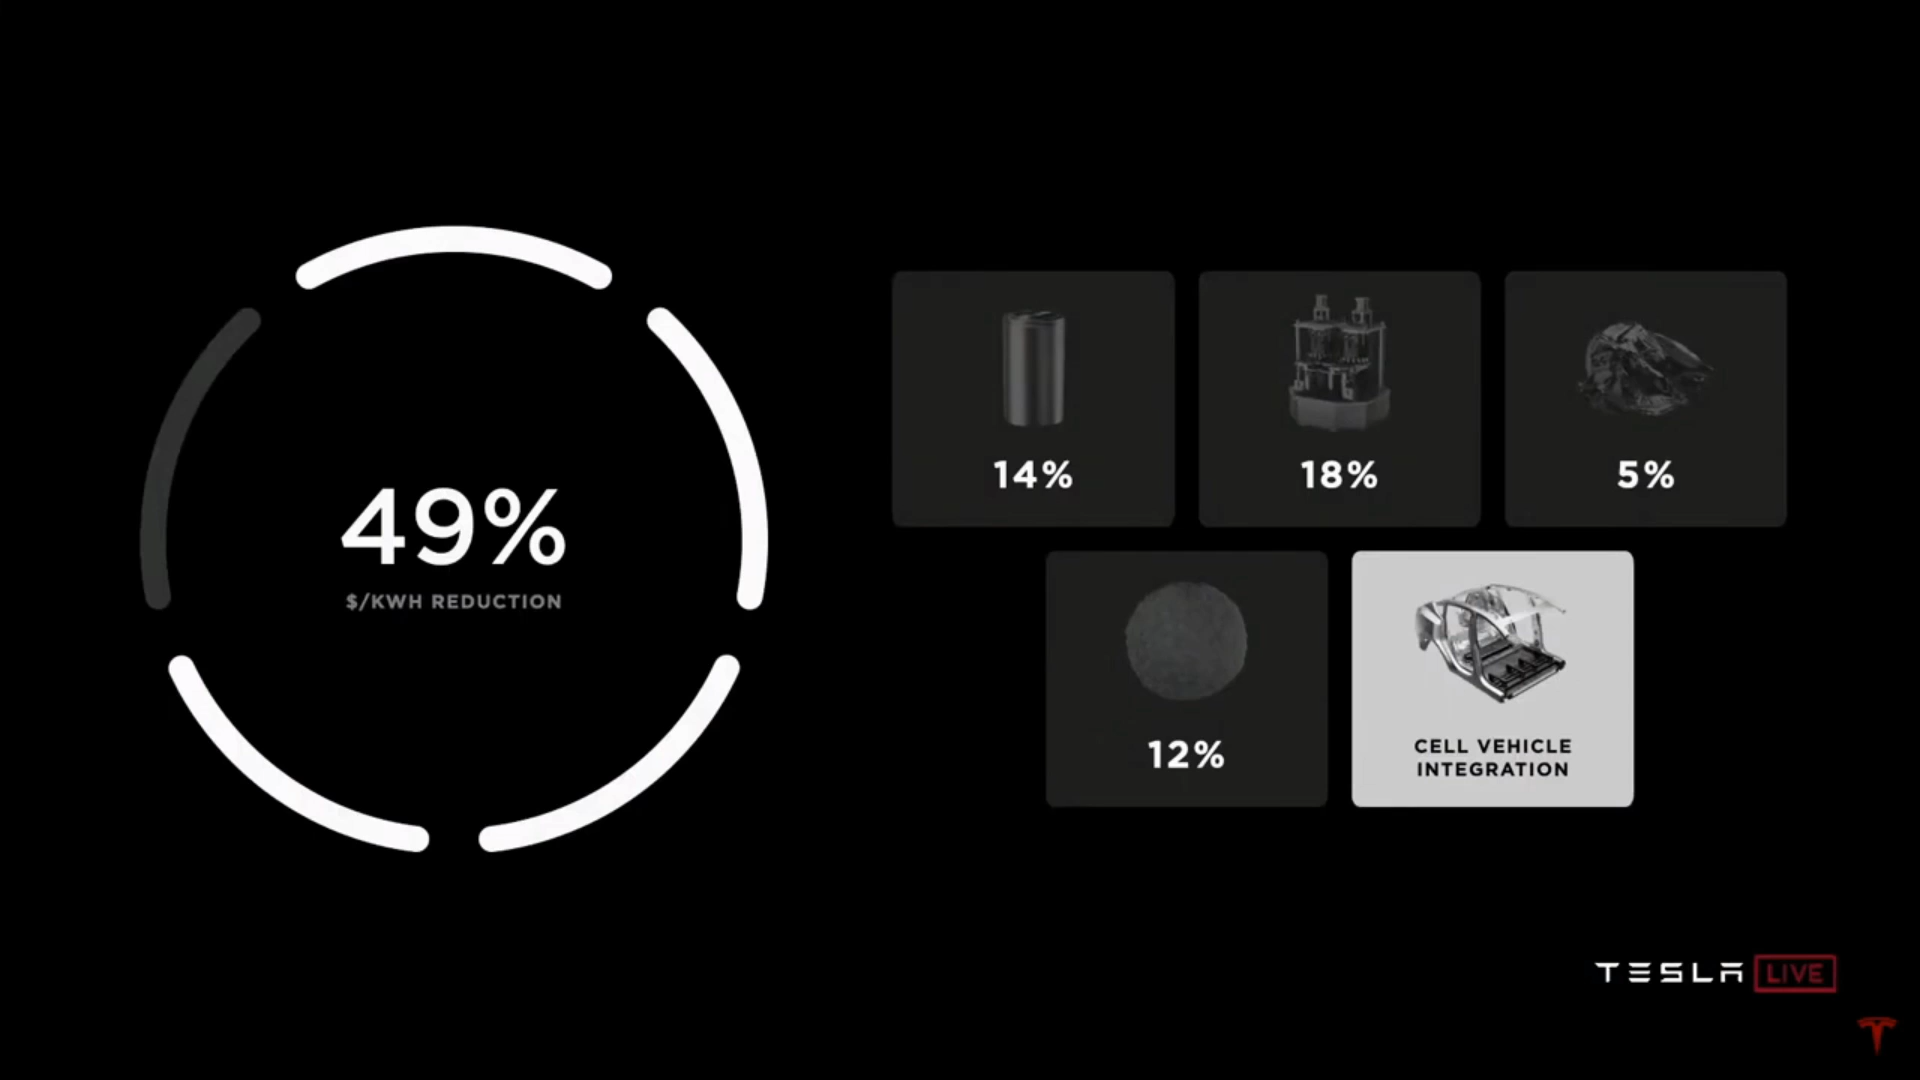 49%
$/KWH REDUCTION
14%
18%
5%
12%
CELL VEHICLE
INTEGRATION
TESLA LIVE